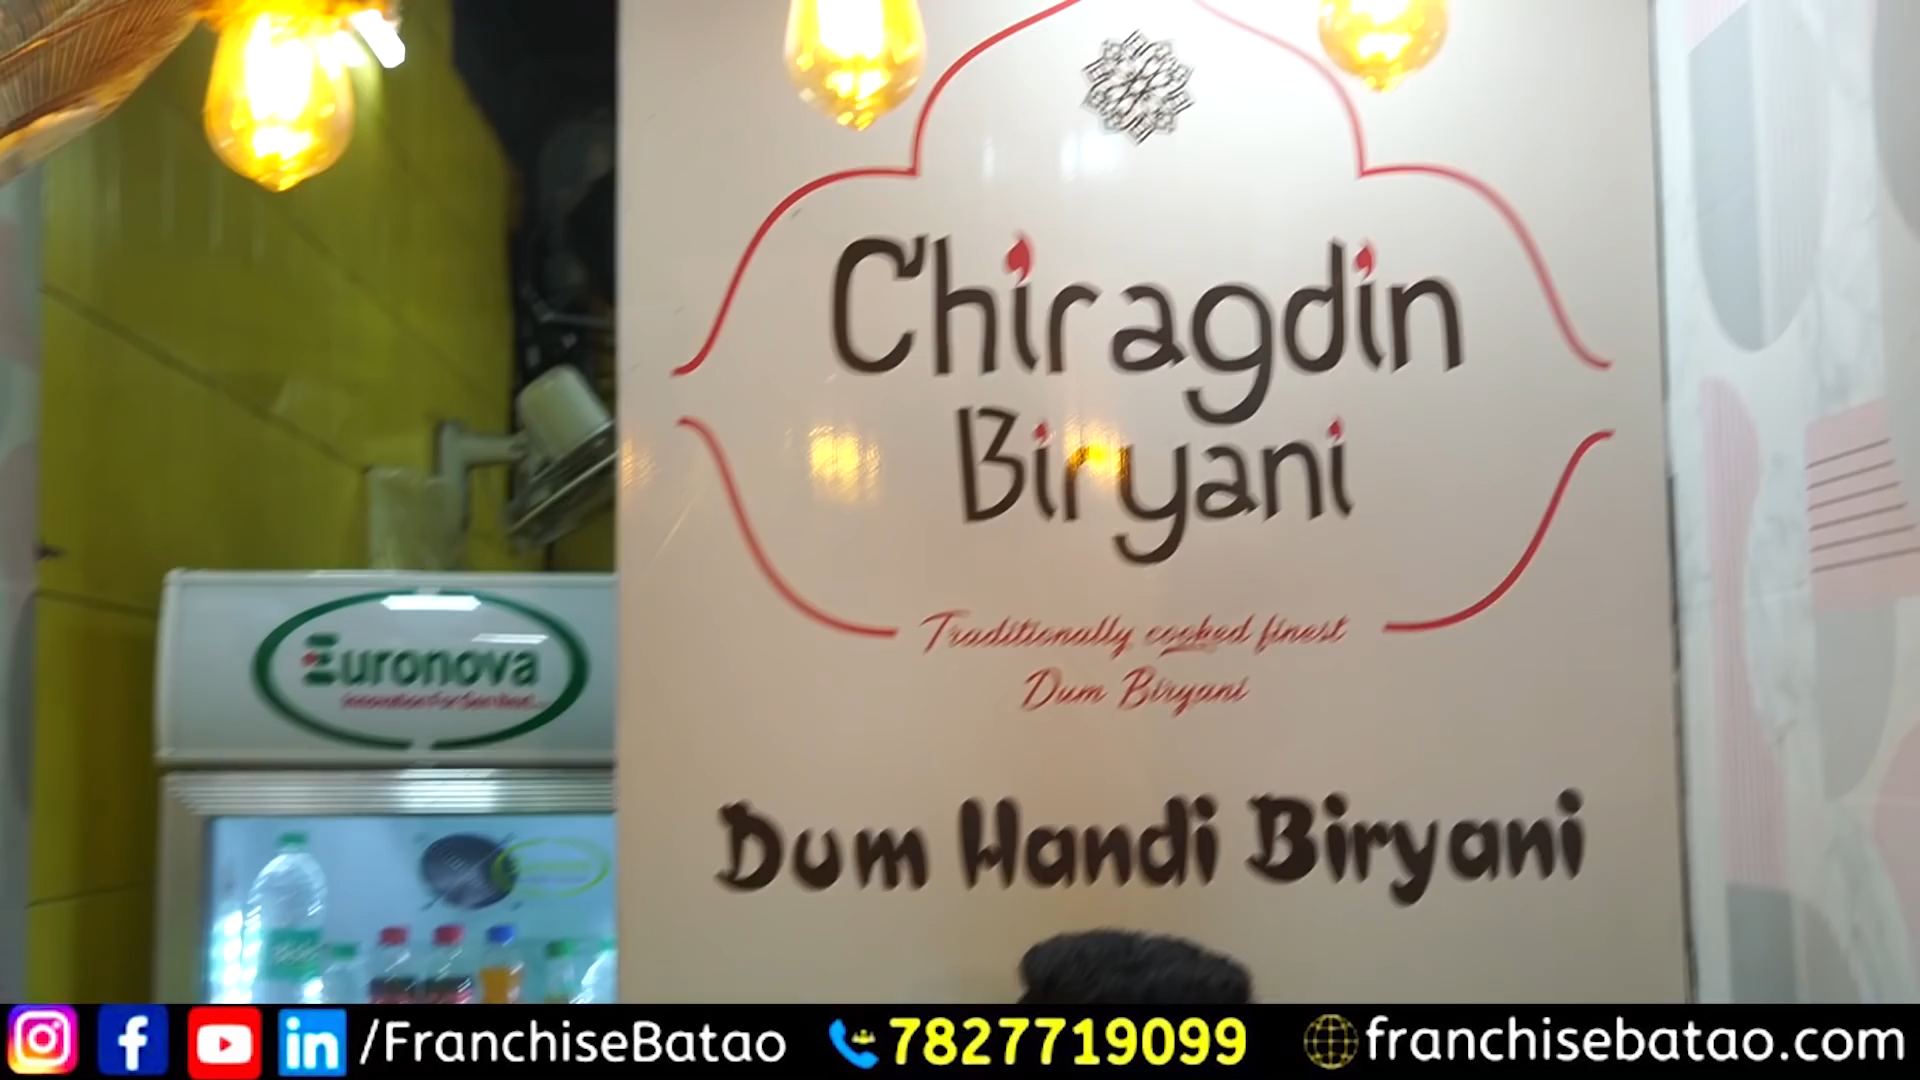 Chiragdin
Biryani
Traditionally cooked finest
Dum Biryani
Dum Handi Biryani
Euronova
/FranchiseBatao
7827719099
franchisebatao.com